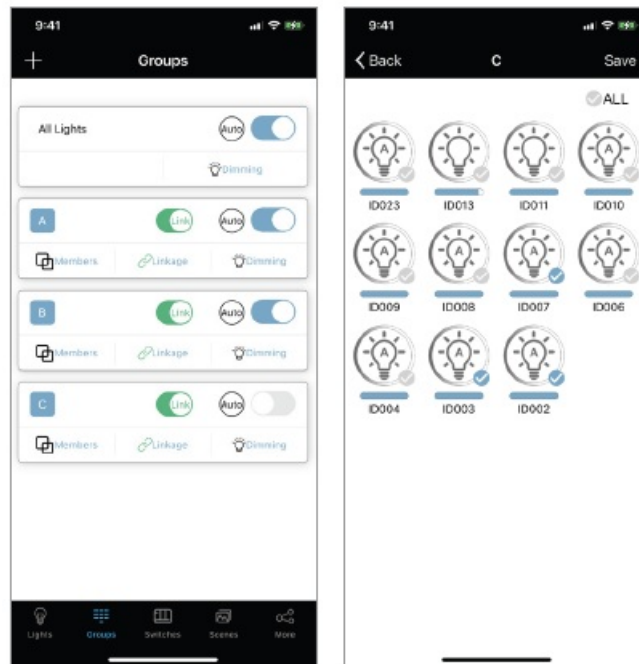 9:41
+ Groups
All Lights Auto
Dimming
A Link Auto
Members Linkage Dimming
B Link Auto
Members Linkage Dimming
C Link Auto
Members Linkage Dimming
Lights Groups Switches Scenes More
9:41
Back C Save
ALL
A A
ID023 ID013 ID011 ID010
A A A A
ID009 ID008 ID007 ID006
A A A
ID004 ID003 ID002